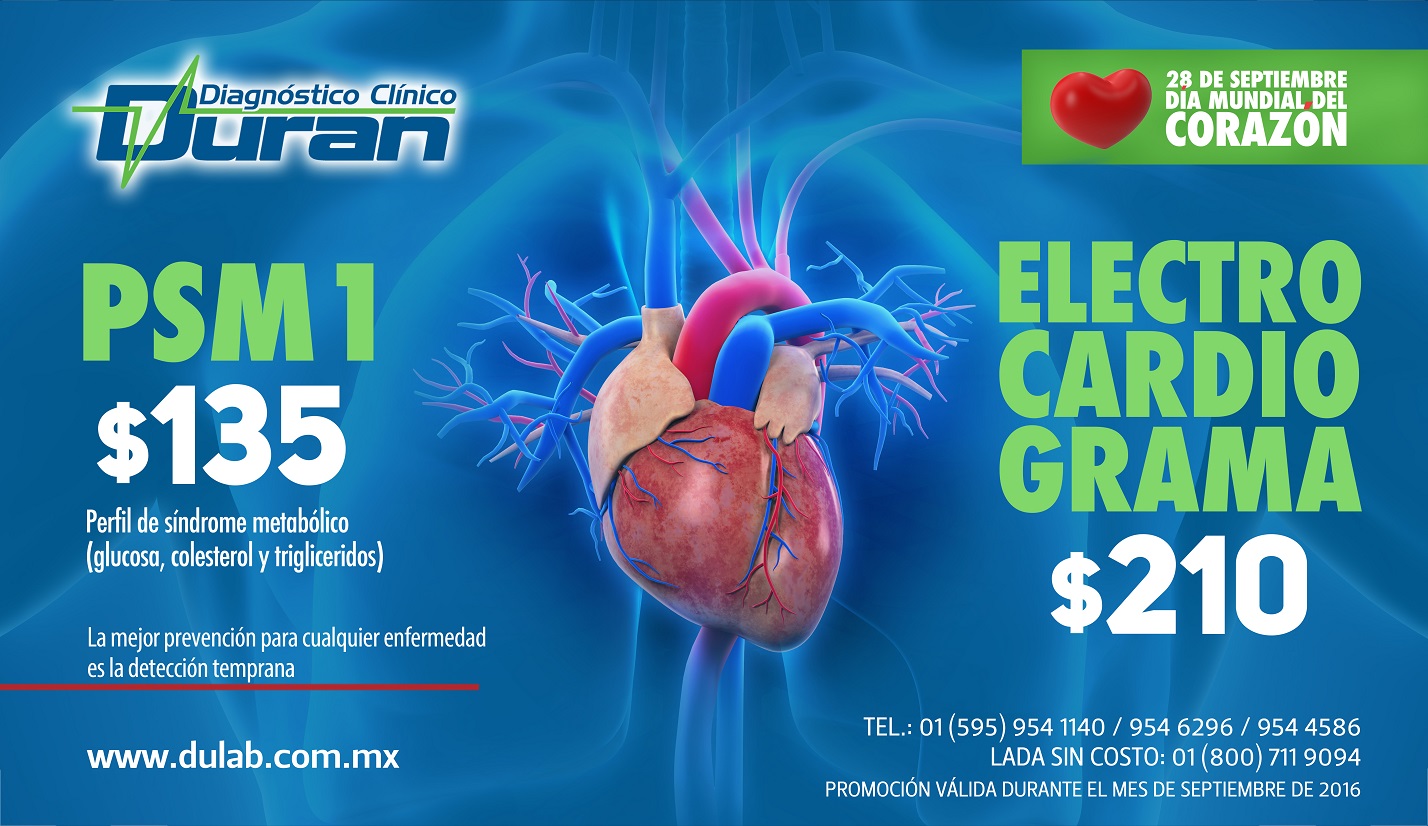 Diagnóstico Clínico
Duran
28 DE SEPTIEMBRE
DÍA MUNDIAL DEL
CORAZÓN
PSM 1
$135
Perfil de síndrome metabólico
(glucosa, colesterol y trigliceridos)
La mejor prevención para cualquier enfermedad
es la detección temprana
www.dulab.com.mx
ELECTRO
CARDIO
GRAMA
$210
TEL.: 01 (595) 954 1140 / 954 6296 / 954 4586
LADA SIN COSTO: 01 (800) 711 9094
PROMOCIÓN VÁLIDA DURANTE EL MES DE SEPTIEMBRE DE 2016